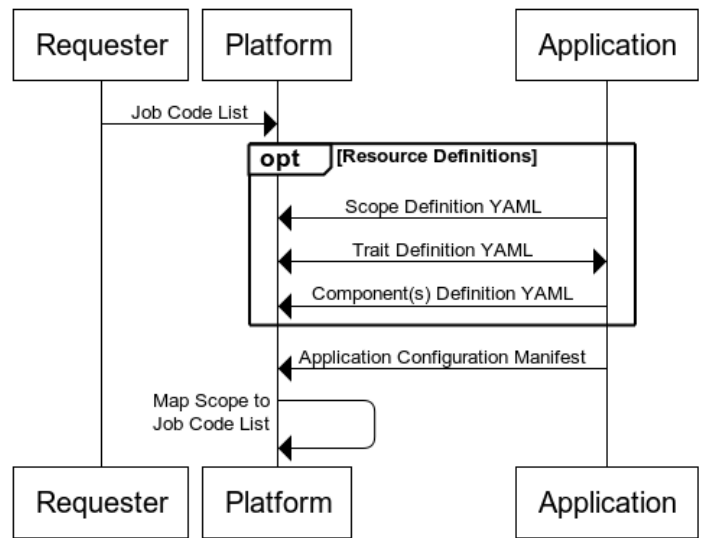 Requester
Platform
Application
Job Code List
opt
[Resource Definitions]
Scope Definition YAML
Trait Definition YAML
Component(s) Definition YAML
Application Configuration Manifest
Map Scope to
Job Code List
Requester
Platform
Application